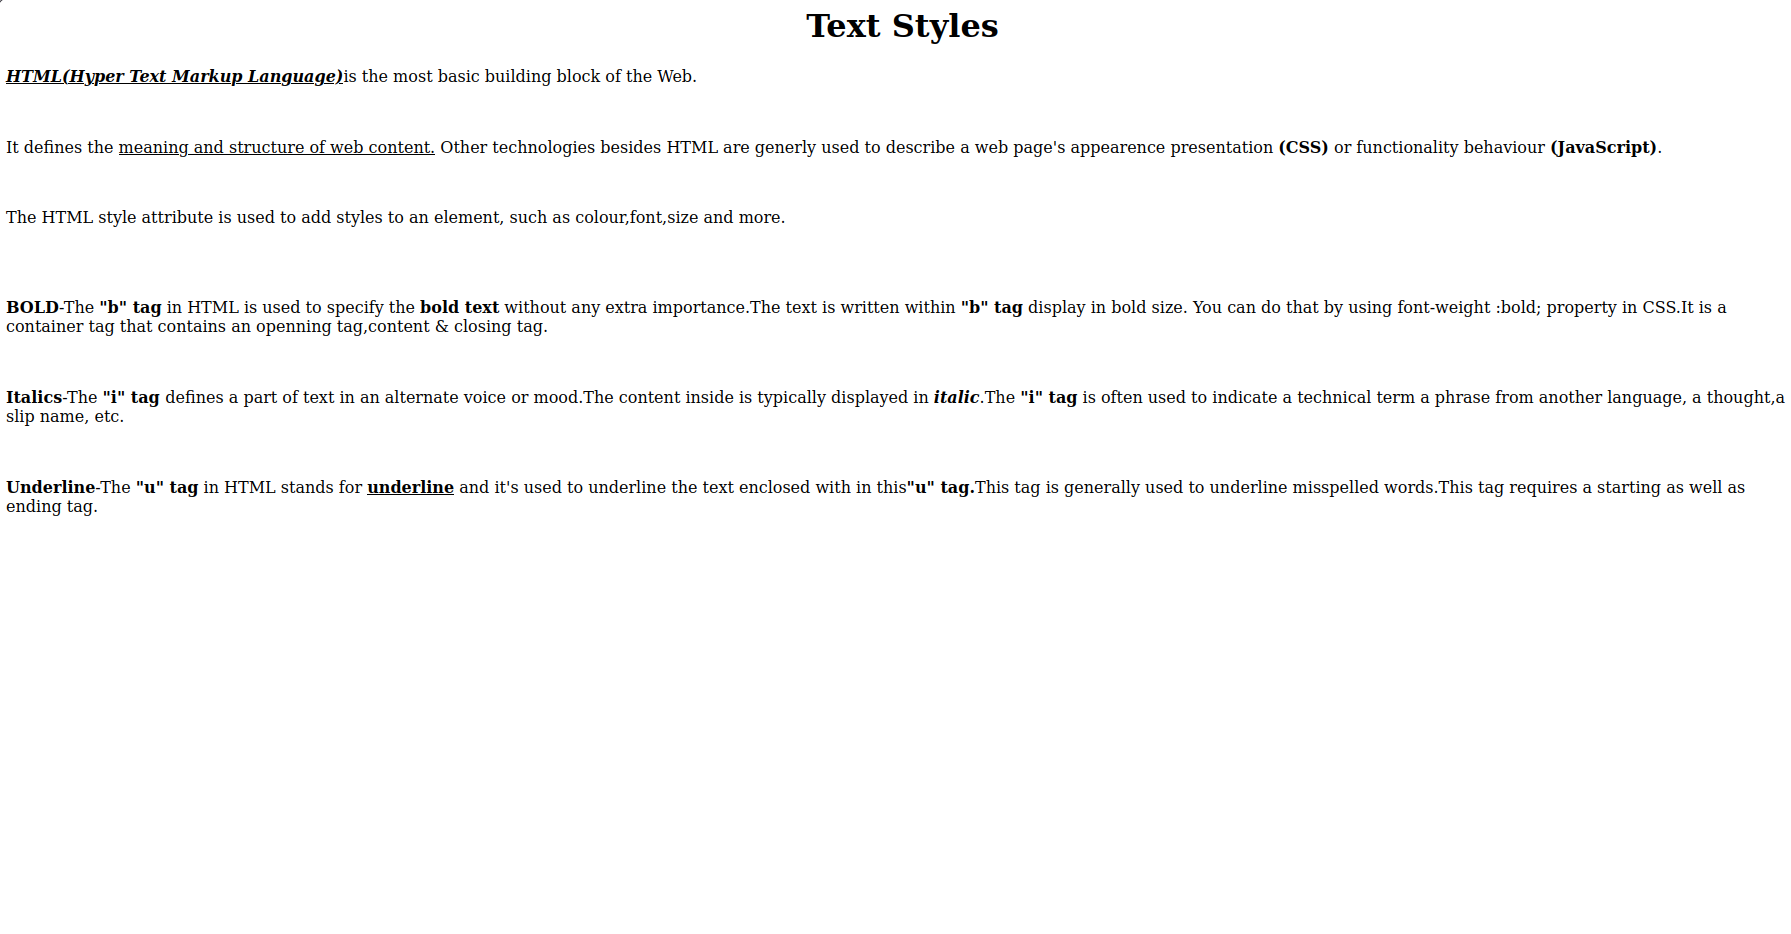 Text Styles
HTML(Hyper Text Markup Language)is the most basic building block of the Web.
It defines the meaning and structure of web content. Other technologies besides HTML are generly used to describe a web page's appearence presentation (CSS) or functionality behaviour (JavaScript).
The HTML style attribute is used to add styles to an element, such as colour,font,size and more.
BOLD-The "b" tag in HTML is used to specify the bold text without any extra importance.The text is written within "b" tag display in bold size. You can do that by using font-weight :bold; property in CSS.It is a
container tag that contains an openning tag,content & closing tag.
Italics-The "i" tag defines a part of text in an alternate voice or mood.The content inside is typically displayed in italic.The "i" tag is often used to indicate a technical term a phrase from another language, a thought,a
slip name, etc.
Underline-The "u" tag in HTML stands for underline and it's used to underline the text enclosed with in this"u" tag.This tag is generally used to underline misspelled words.This tag requires a starting as well as
ending tag.